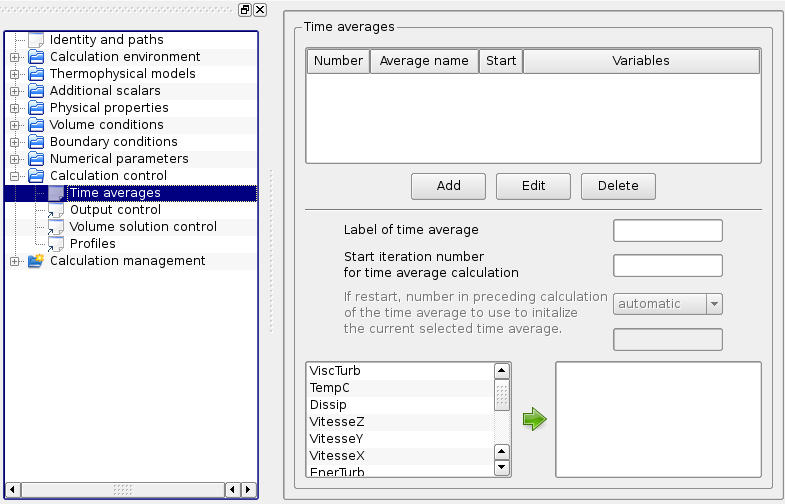 Identity and paths
Calculation environment
Thermophysical models
Additional scalars
Physical properties
Volume conditions
Boundary conditions
Numerical parameters
Calculation control
Time averages
Output control
Volume solution control
Profiles
Calculation management
Time averages
Number Average name Start Variables
Add Edit Delete
Label of time average
Start iteration number
for time average calculation
If restart, number in preceding calculation
of the time average to use to initalize
the current selected time average.
automatic
ViscTurb
TempC
Dissip
VitesseZ
VitesseY
VitesseX
EnerTurb